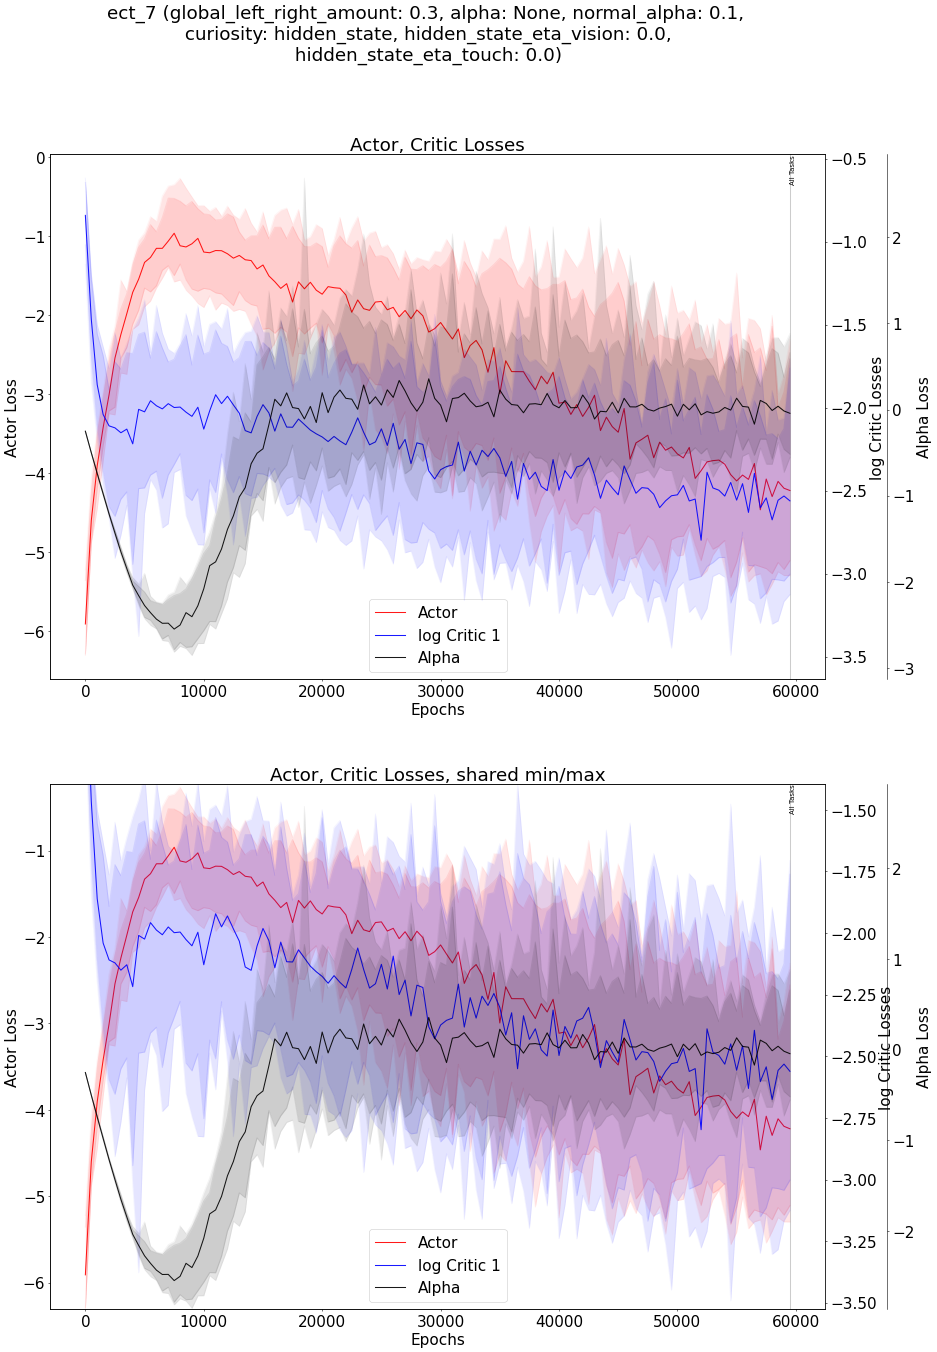 ect_7 (global_left_right_amount: 0.3, alpha: None, normal_alpha: 0.1,
curiosity: hidden_state, hidden_state_eta_vision: 0.0,
hidden_state_eta_touch: 0.0)
Actor, Critic Losses
0
−1
−2
−3
−4
−5
−6
Actor Loss
0
10000
20000
30000
40000
50000
60000
Epochs
−0.5
−1.0
−1.5
−2.0
−2.5
−3.0
−3.5
log Critic Losses
2
1
0
−1
−2
−3
Alpha Loss
All Tasks
Actor
log Critic 1
Alpha
Actor, Critic Losses, shared min/max
−1
−2
−3
−4
−5
−6
Actor Loss
0
10000
20000
30000
40000
50000
60000
Epochs
−1.50
−1.75
−2.00
−2.25
−2.50
−2.75
−3.00
−3.25
−3.50
log Critic Losses
2
1
0
−1
−2
Alpha Loss
All Tasks
Actor
log Critic 1
Alpha